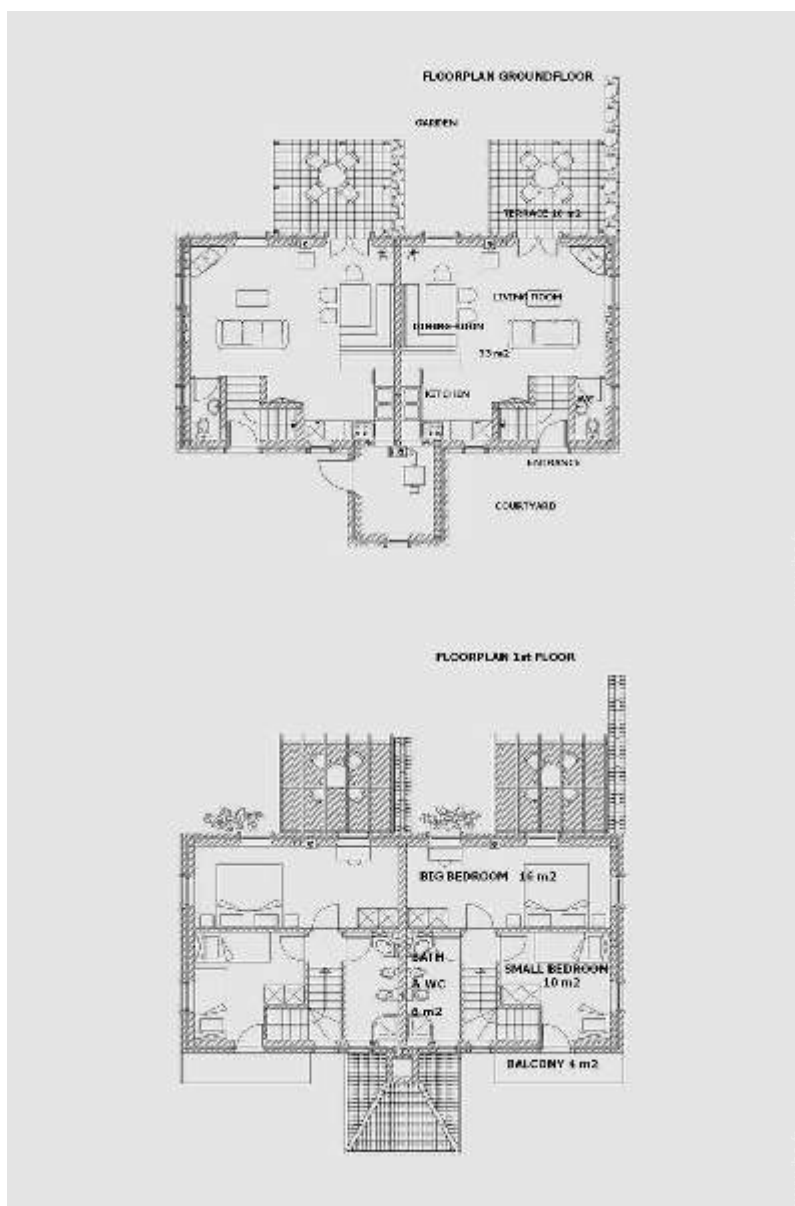 FLOORPLAN GROUNDFLOOR
GARDEN
TERRACE 10 m2
LIVING ROOM
DINING-ROOM
33 m2
KITCHEN
WC
ENTRANCE
COURTYARD
FLOORPLAN 1st FLOOR
BIG BEDROOM 16 m2
BATH
& WC
6 m2
SMALL BEDROOM
10 m2
BALCONY 4 m2